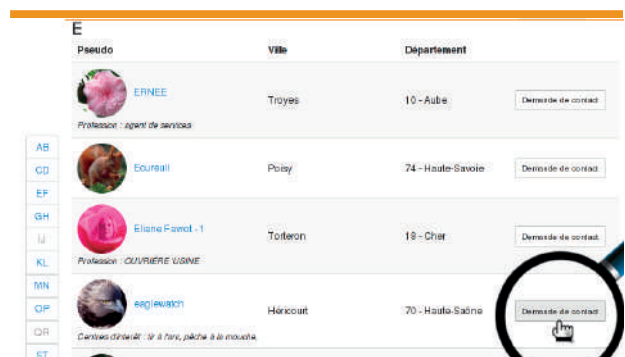 E
Pseudo Ville Département
ERNEE Troyes 10 - Aube Demande de contact
Profession : agent de services
AB
CD Ecureuil Poisy 74 - Haute-Savoie Demande de contact
EF
GH
IJ Eliane Favrot - 1 Torteron 18 - Cher Demande de contact
KL Profession : OUVRIÈRE USINE
MN
OP eaglewatch Héricourt 70 - Haute-Saône Demande de contact
QR Centres d'intérêt : tir à l'arc, pêche à la mouche,
ST